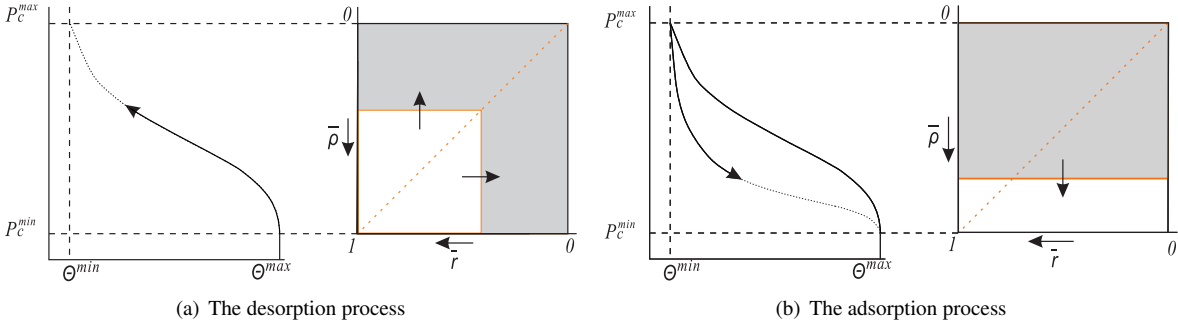 P_c^{max}
0
ρ̄
P_c^{min}
1
0
Θ^{min}
Θ^{max}
r̄
(a) The desorption process
P_c^{max}
0
ρ̄
P_c^{min}
1
0
Θ^{min}
Θ^{max}
r̄
(b) The adsorption process